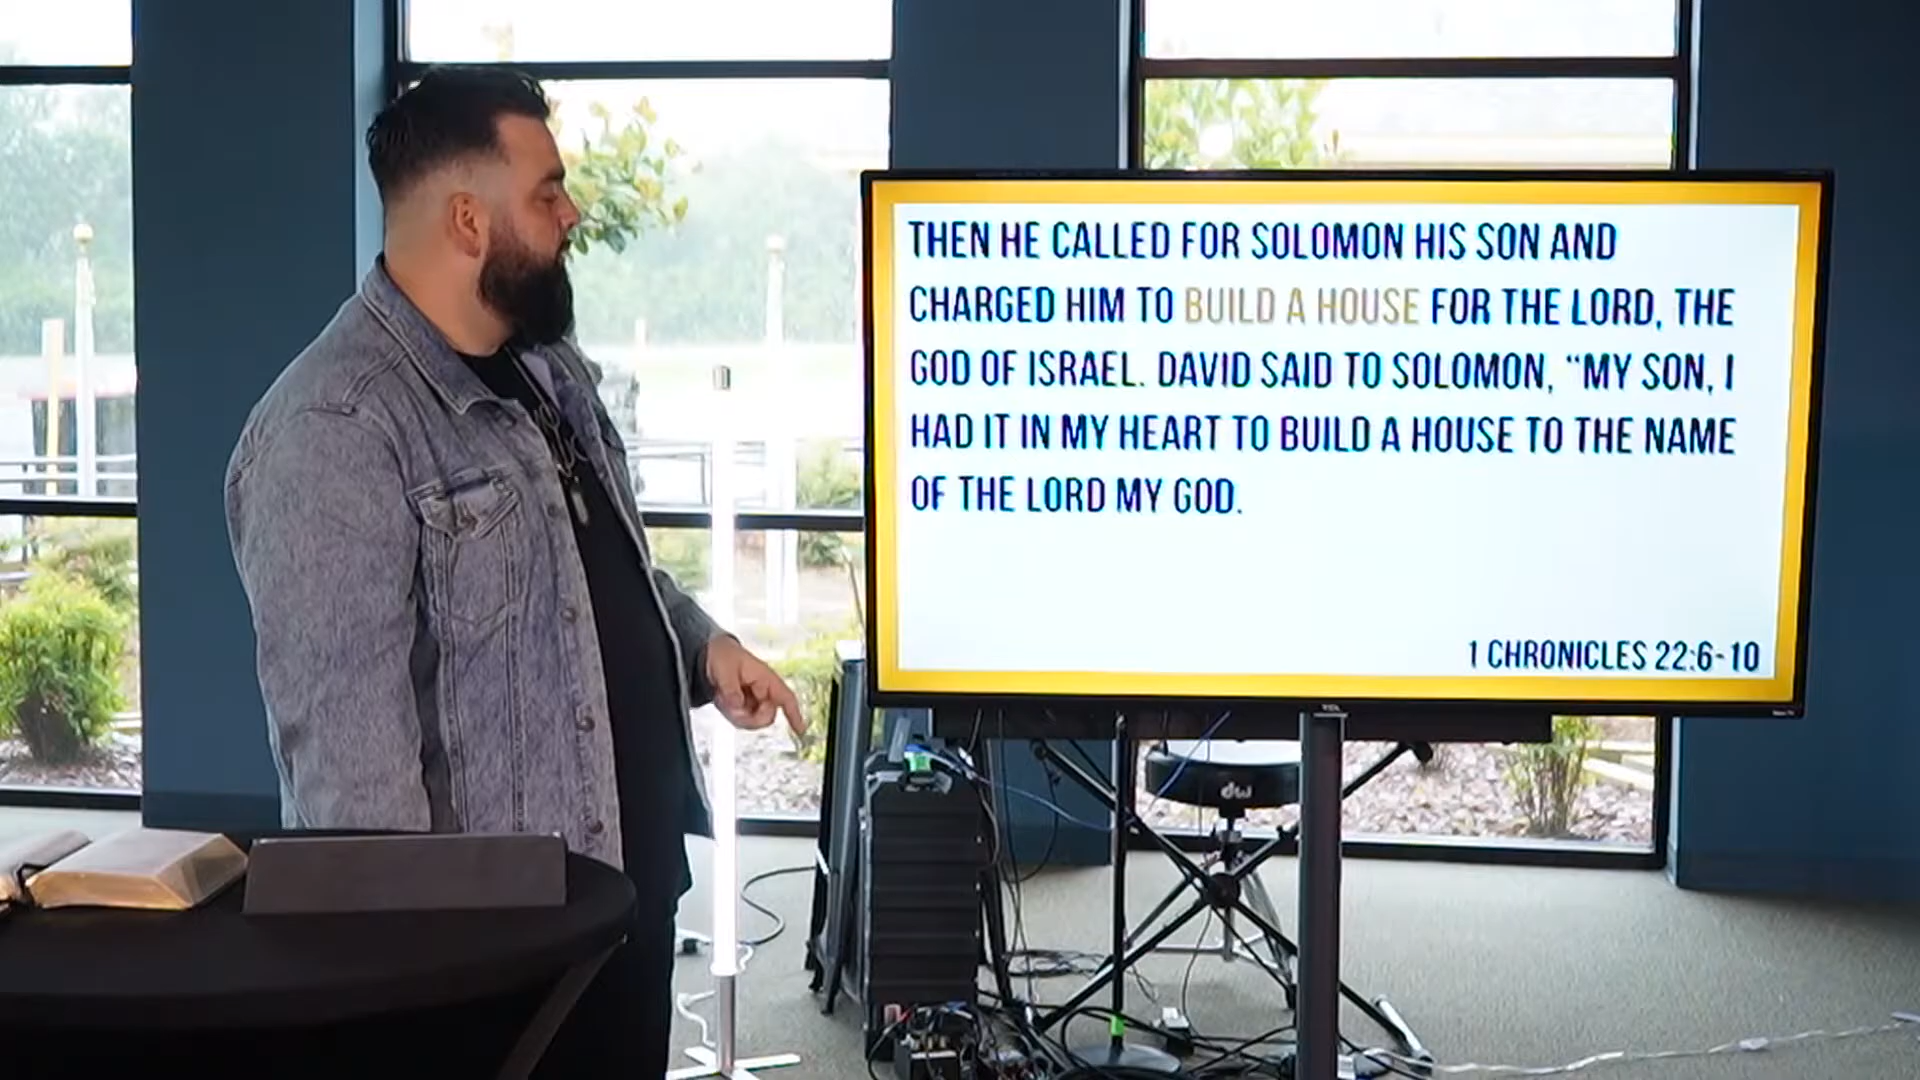 THEN HE CALLED FOR SOLOMON HIS SON AND
CHARGED HIM TO BUILD A HOUSE FOR THE LORD, THE
GOD OF ISRAEL. DAVID SAID TO SOLOMON, “MY SON, I
HAD IT IN MY HEART TO BUILD A HOUSE TO THE NAME
OF THE LORD MY GOD.
1 CHRONICLES 22:6-10
TCL
dw